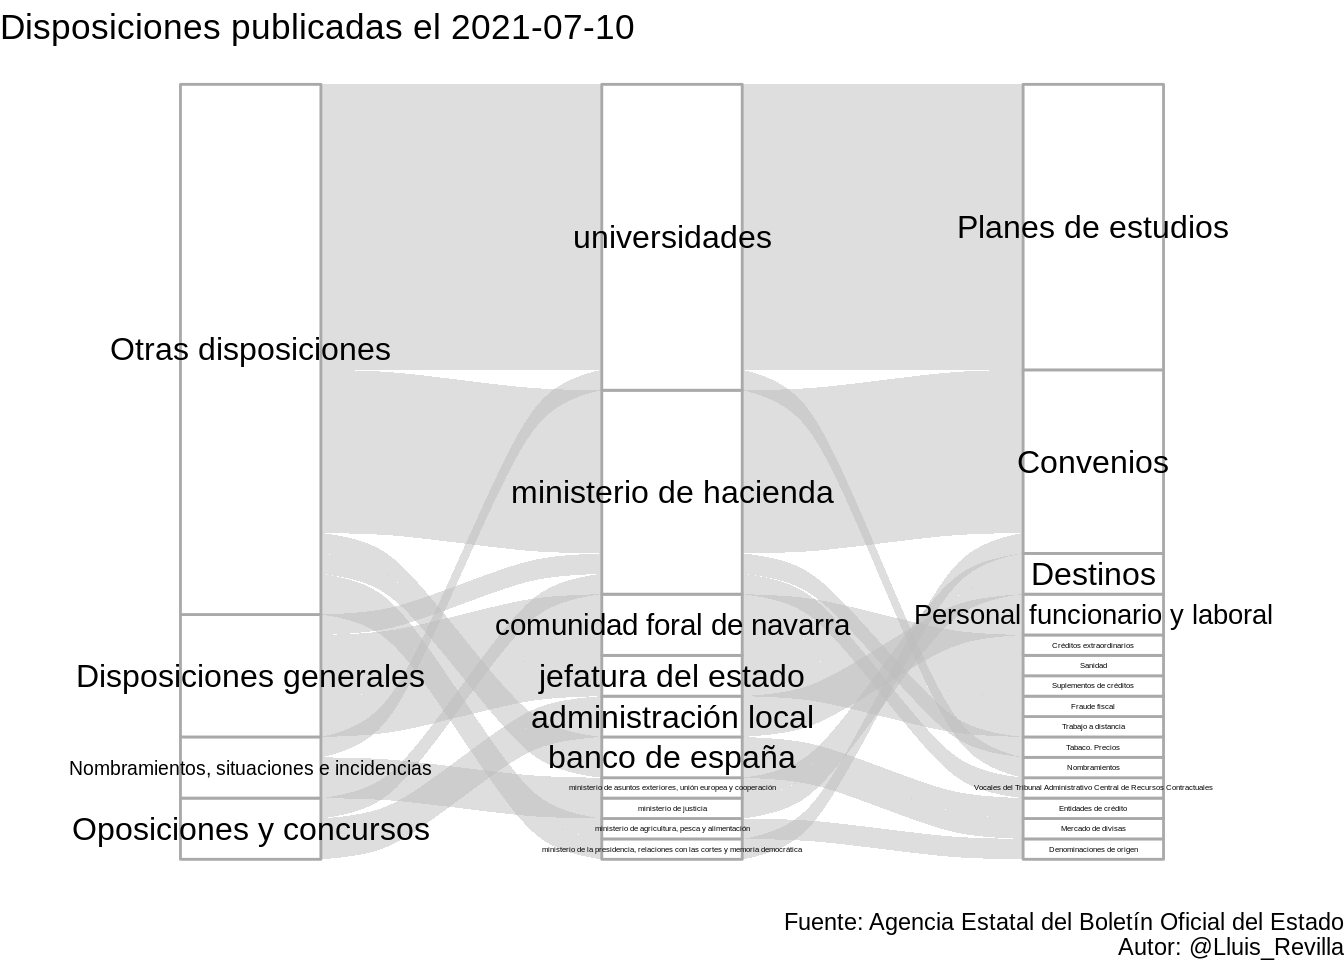 Disposiciones publicadas el 2021-07-10
Otras disposiciones
Disposiciones generales
Nombramientos, situaciones e incidencias
Oposiciones y concursos
universidades
ministerio de hacienda
comunidad foral de navarra
jefatura del estado
administración local
banco de españa
ministerio de asuntos exteriores, unión europea y cooperación
ministerio de justicia
ministerio de agricultura, pesca y alimentación
ministerio de la presidencia, relaciones con las cortes y memoria democrática
Planes de estudios
Convenios
Destinos
Personal funcionario y laboral
Créditos extraordinarios
Sanidad
Suplementos de créditos
Fraude fiscal
Trabajo a distancia
Tabaco. Precios
Nombramientos
Vocales del Tribunal Administrativo Central de Recursos Contractuales
Entidades de crédito
Mercado de divisas
Denominaciones de origen
Fuente: Agencia Estatal del Boletín Oficial del Estado
Autor: @Lluis_Revilla